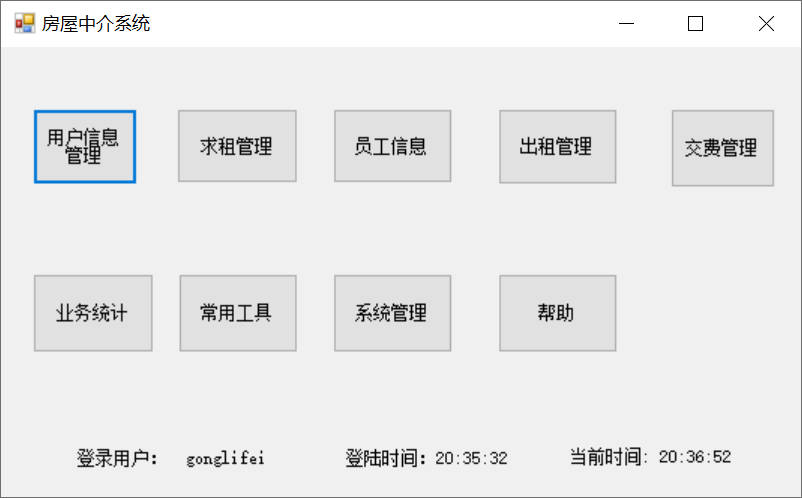 房屋中介系统
用户信息
管理
求租管理
员工信息
出租管理
交费管理
业务统计
常用工具
系统管理
帮助
登录用户： gonglifei
登陆时间：20:35:32
当前时间: 20:36:52